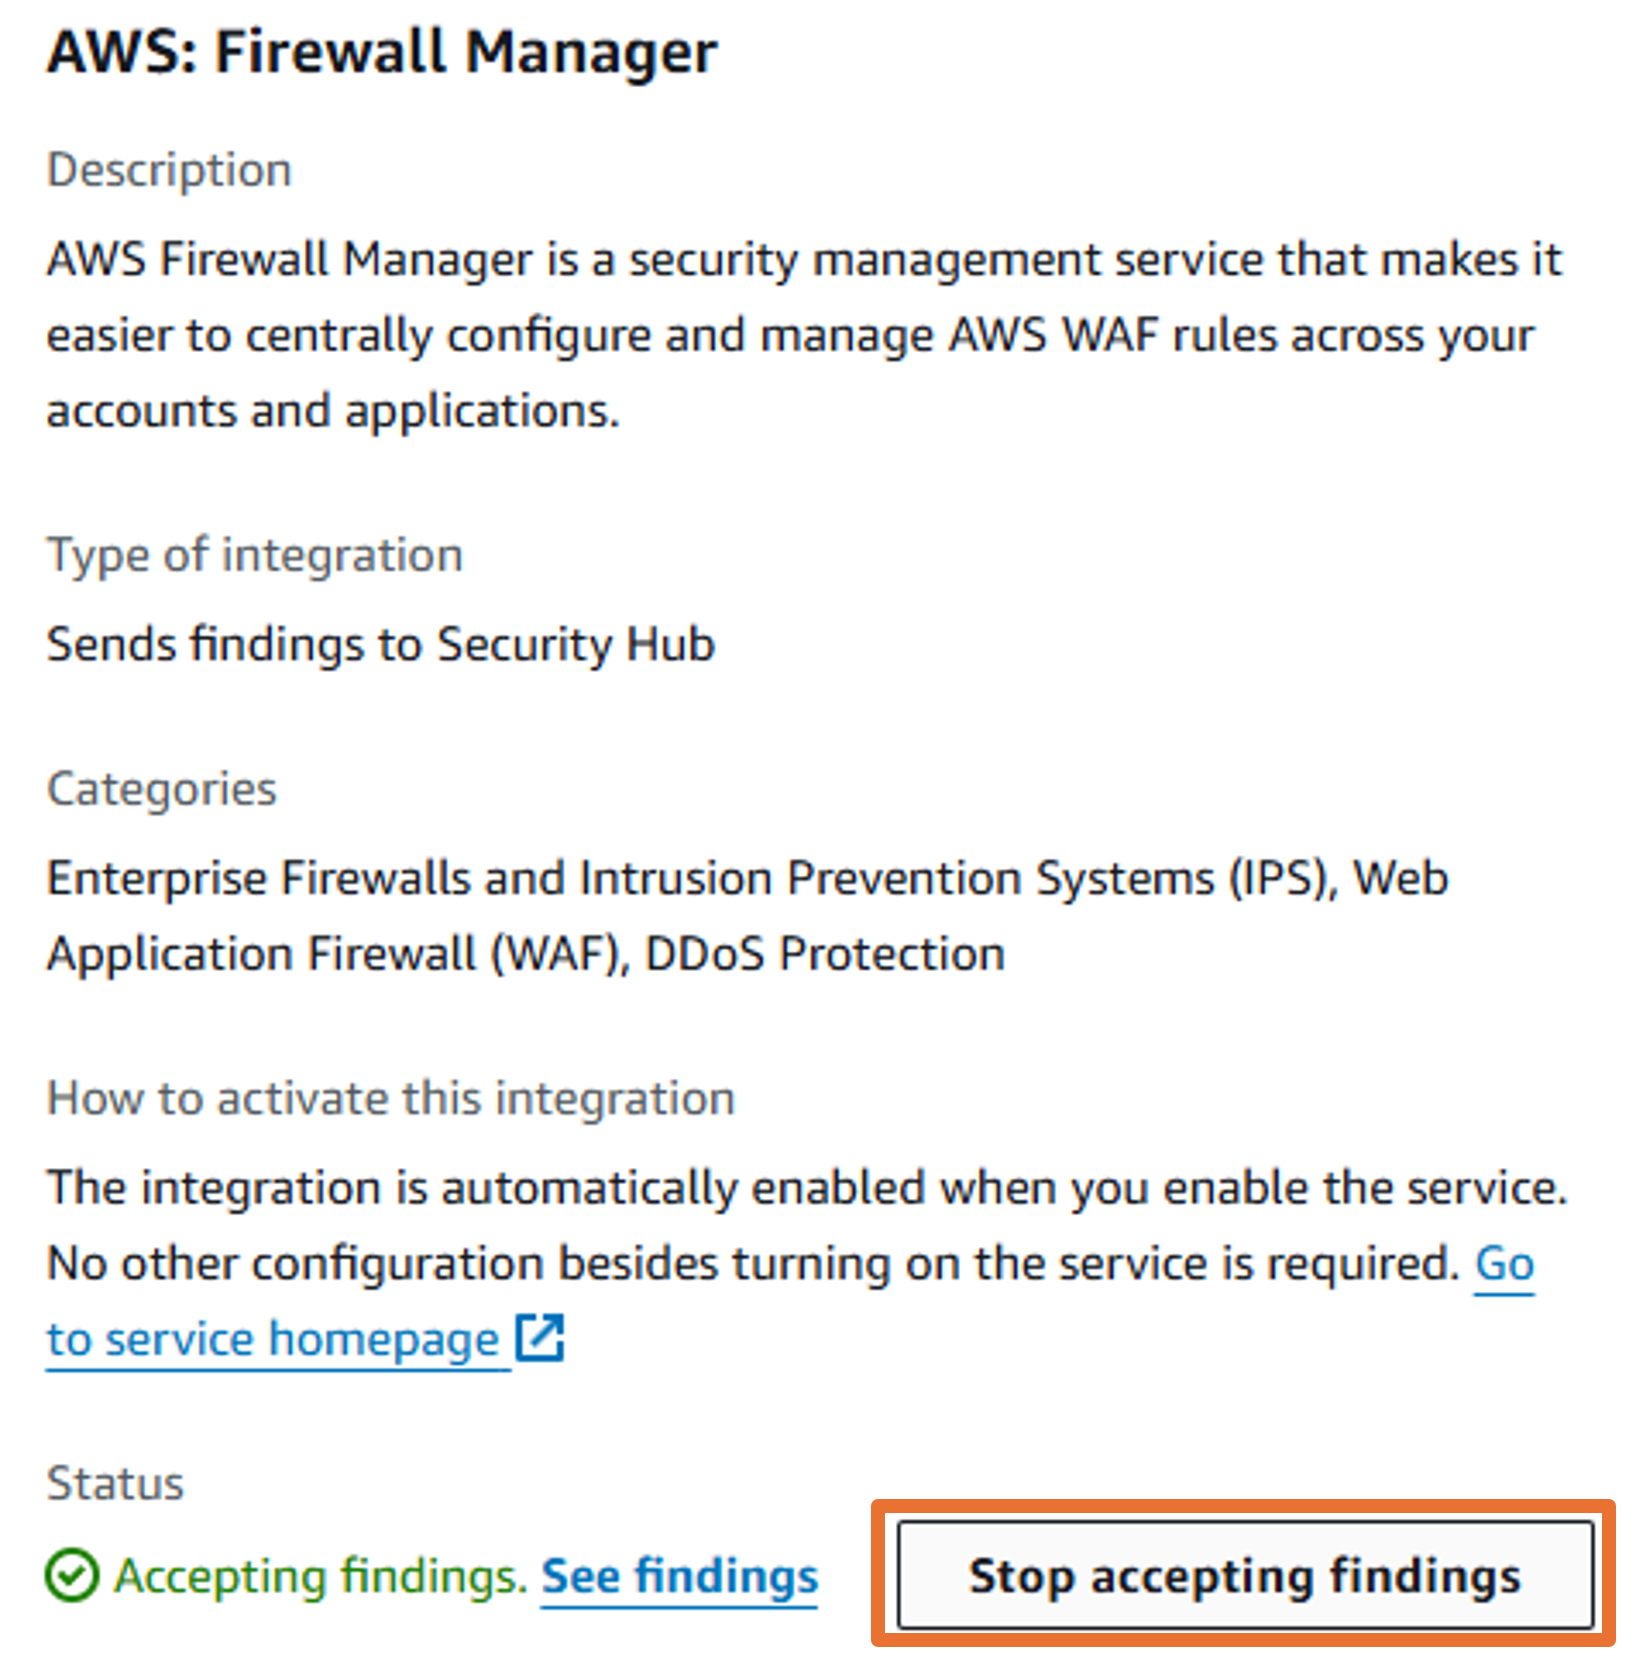 AWS: Firewall Manager
Description
AWS Firewall Manager is a security management service that makes it
easier to centrally configure and manage AWS WAF rules across your
accounts and applications.
Type of integration
Sends findings to Security Hub
Categories
Enterprise Firewalls and Intrusion Prevention Systems (IPS), Web
Application Firewall (WAF), DDoS Protection
How to activate this integration
The integration is automatically enabled when you enable the service.
No other configuration besides turning on the service is required. Go
to service homepage
Status
Accepting findings. See findings
Stop accepting findings